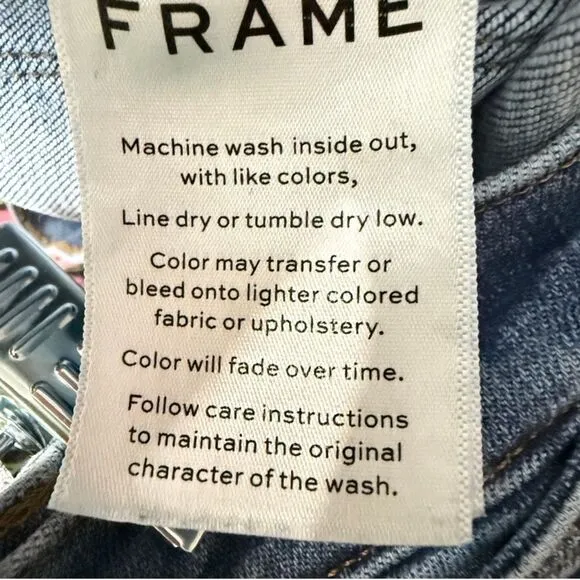 FRAME
Machine wash inside out,
with like colors,
Line dry or tumble dry low.
Color may transfer or
bleed onto lighter colored
fabric or upholstery.
Color will fade over time.
Follow care instructions
to maintain the original
character of the wash.